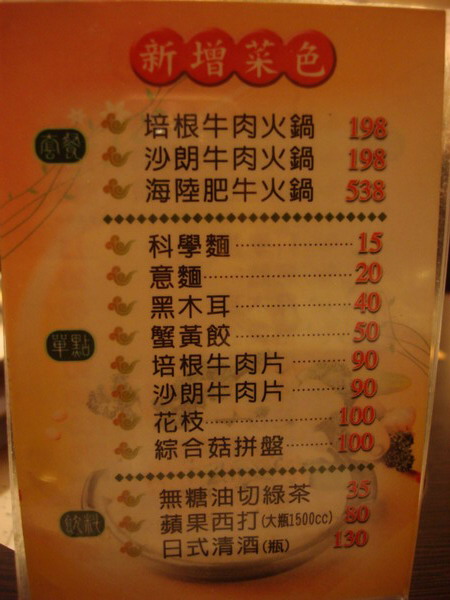 新增菜色
套餐
培根牛肉火鍋 198
沙朗牛肉火鍋 198
海陸肥牛火鍋 538
單點
科學麵 15
意麵 20
黑木耳 40
蟹黃餃 50
培根牛肉片 90
沙朗牛肉片 90
花枝 100
綜合菇拼盤 100
飲料
無糖油切綠茶 35
蘋果西打(大瓶1500cc) 80
日式清酒(瓶) 130